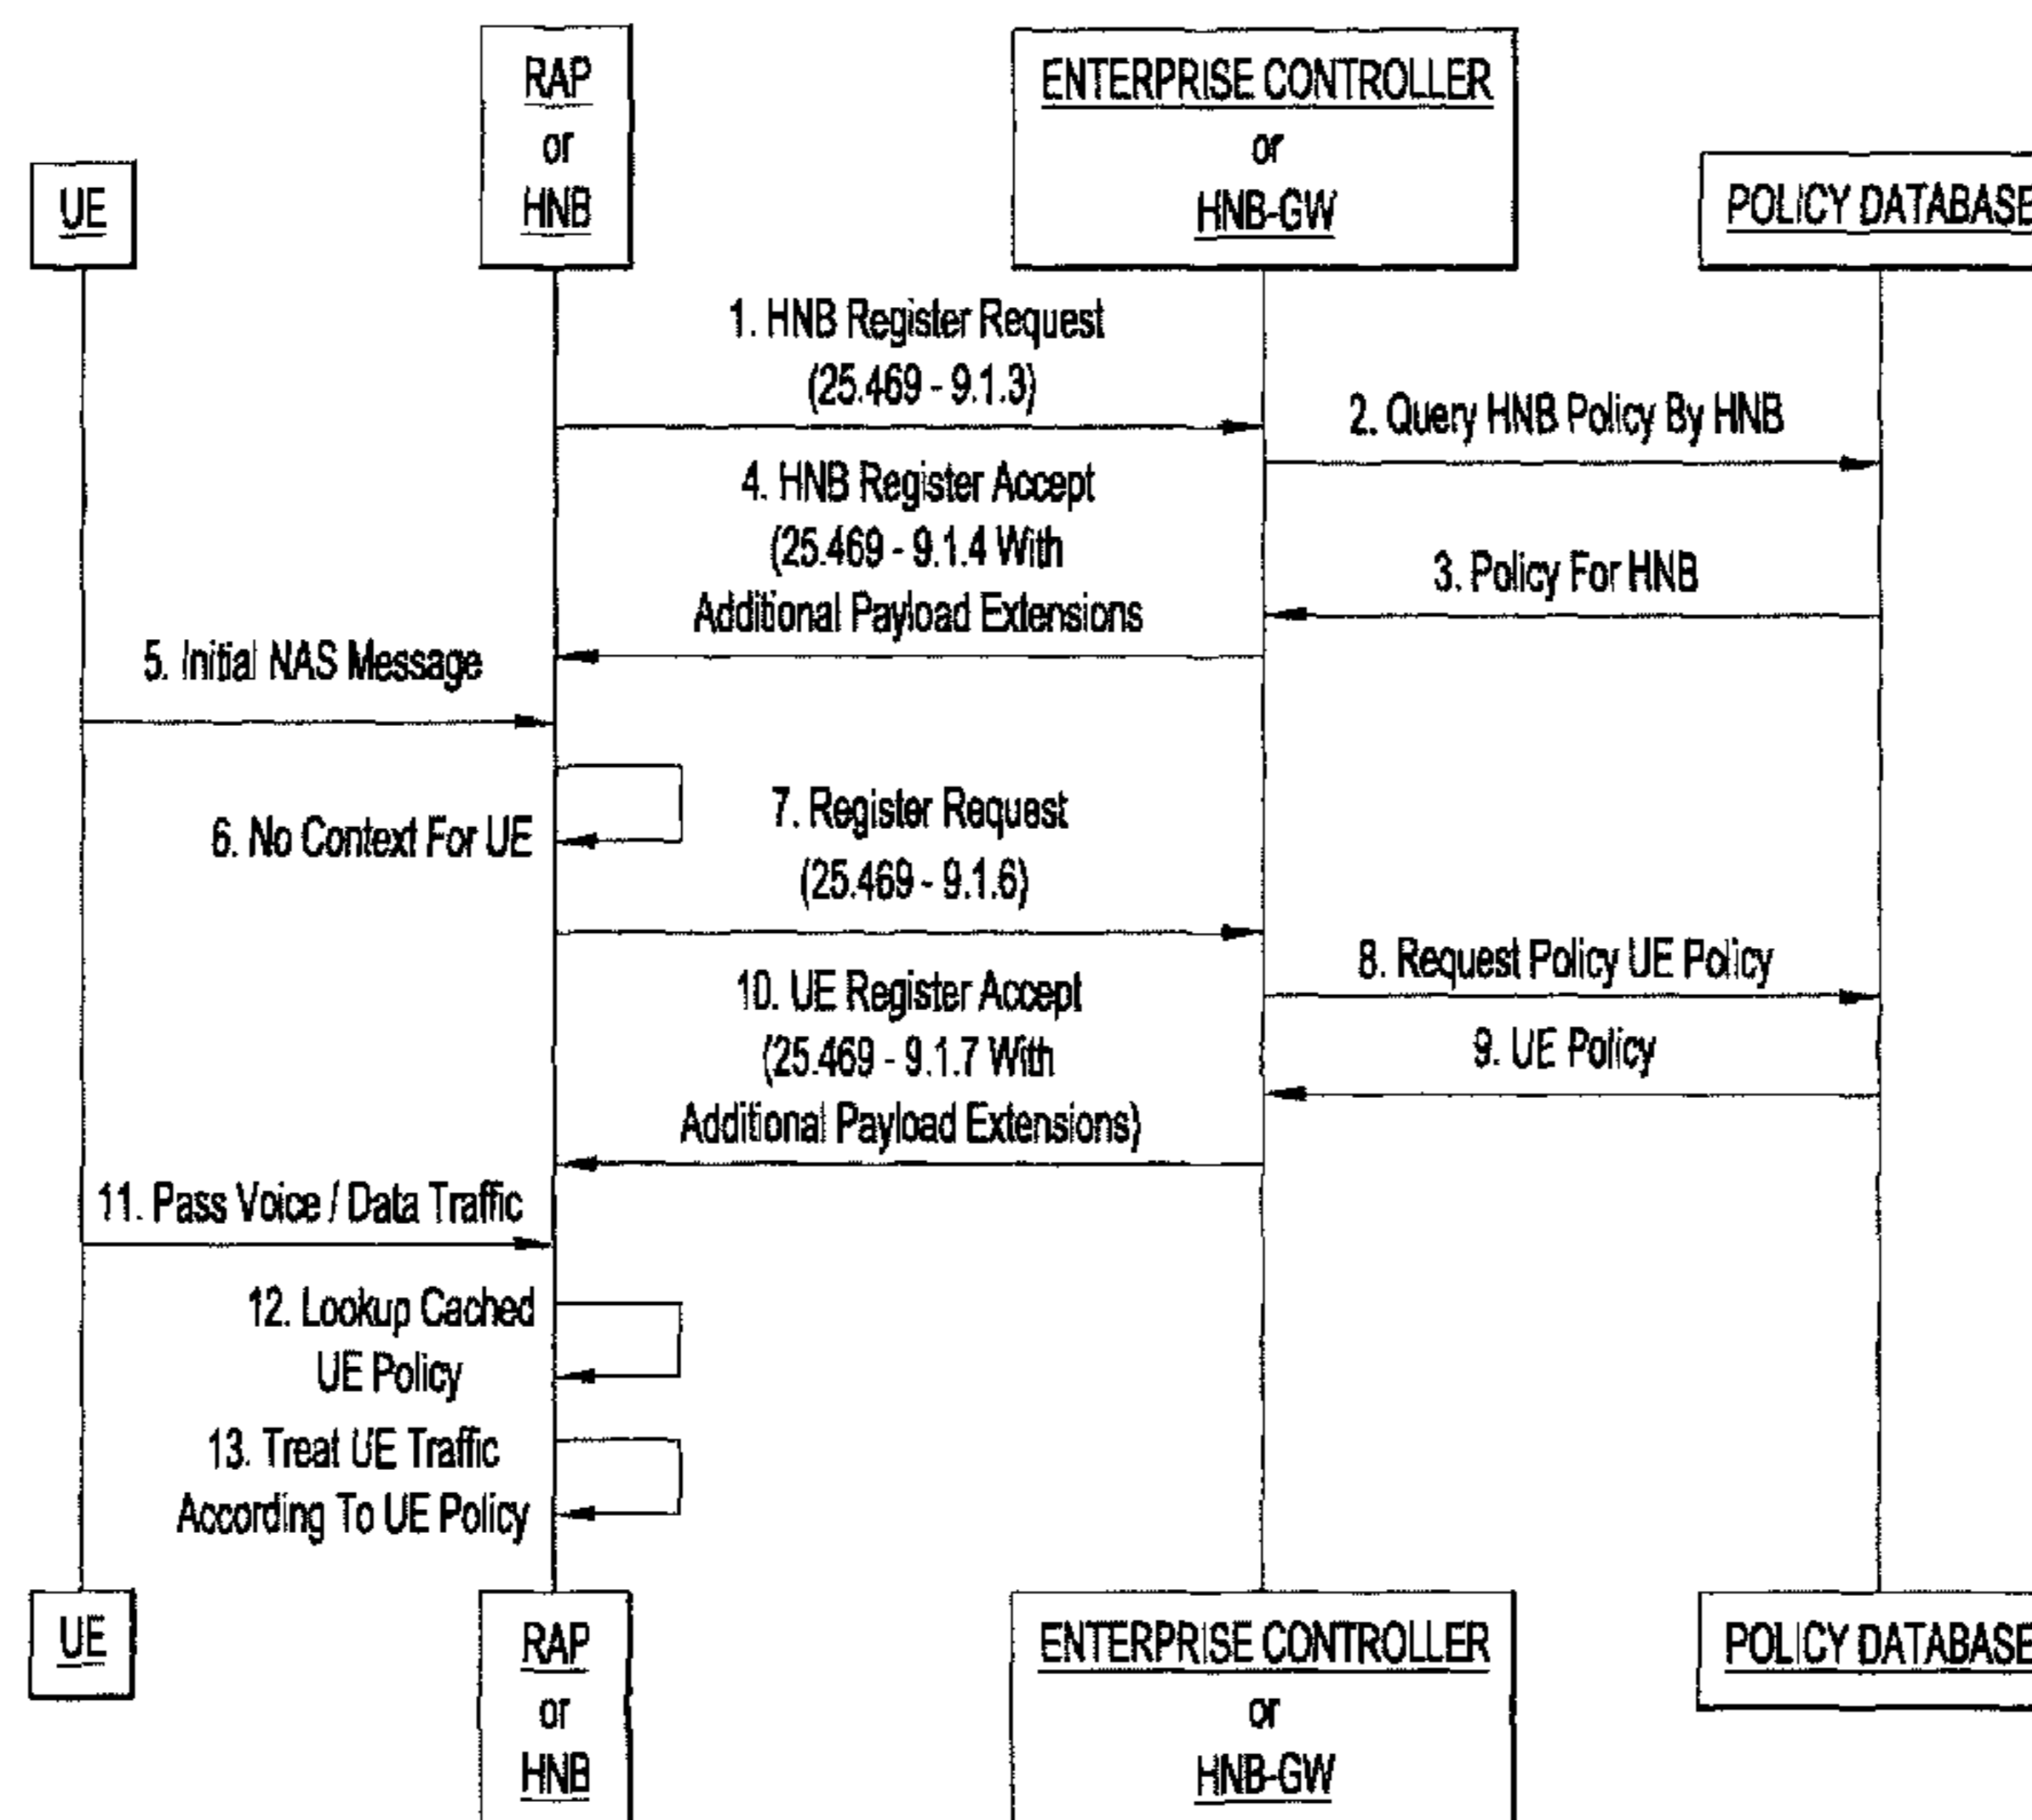 RAP
or
HNB
ENTERPRISE CONTROLLER
or
HNB-GW
UE
POLICY DATABASE
1. HNB Register Request
(25.469 - 9.1.3)
2. Query HNB Policy By HNB
4. HNB Register Accept
(25.469 - 9.1.4 With
Additional Payload Extensions
3. Policy For HNB
5. Initial NAS Message
6. No Context For UE
7. Register Request
(25.469 - 9.1.6)
8. Request Policy UE Policy
10. UE Register Accept
(25.469 - 9.1.7 With
Additional Payload Extensions)
9. UE Policy
11. Pass Voice / Data Traffic
12. Lookup Cached
UE Policy
13. Treat UE Traffic
According To UE Policy
UE
RAP
or
HNB
ENTERPRISE CONTROLLER
or
HNB-GW
POLICY DATABASE